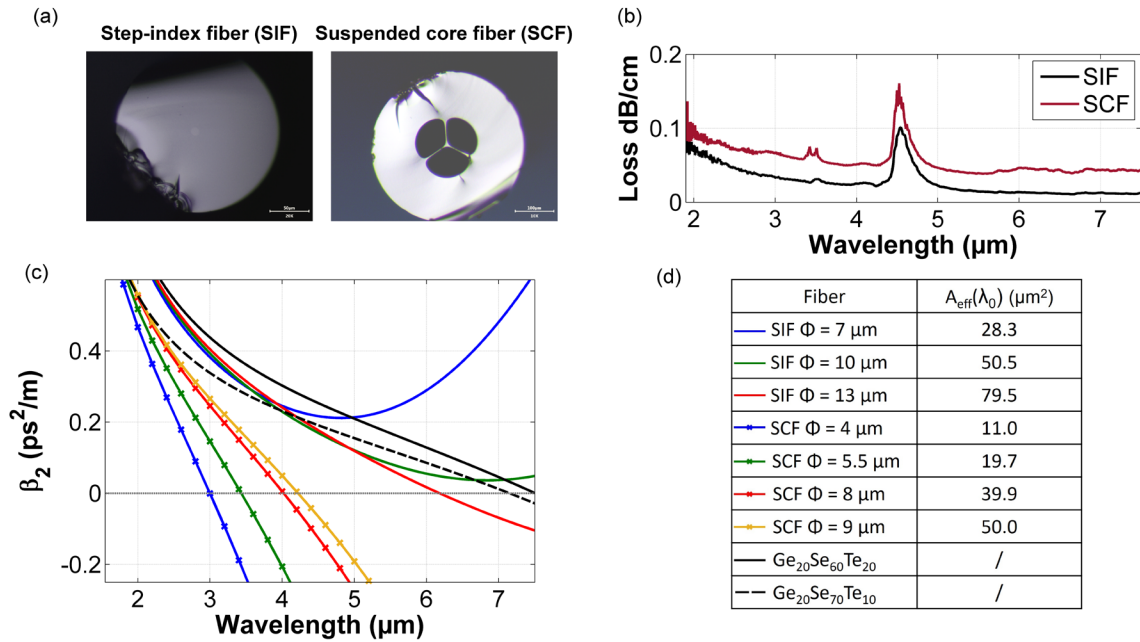 (a)
Step-index fiber (SIF)
Suspended core fiber (SCF)
50µm
20X
100µm
10X
(b)
Loss dB/cm
0.2
0.1
0
2 3 4 5 6 7
Wavelength (µm)
SIF
SCF
(c)
β2 (ps²/m)
0.4
0.2
0
-0.2
2 3 4 5 6 7
Wavelength (µm)
(d)
Fiber Aeff(λ0) (µm²)
SIF Φ = 7 µm 28.3
SIF Φ = 10 µm 50.5
SIF Φ = 13 µm 79.5
SCF Φ = 4 µm 11.0
SCF Φ = 5.5 µm 19.7
SCF Φ = 8 µm 39.9
SCF Φ = 9 µm 50.0
Ge20Se60Te20 /
Ge20Se70Te10 /